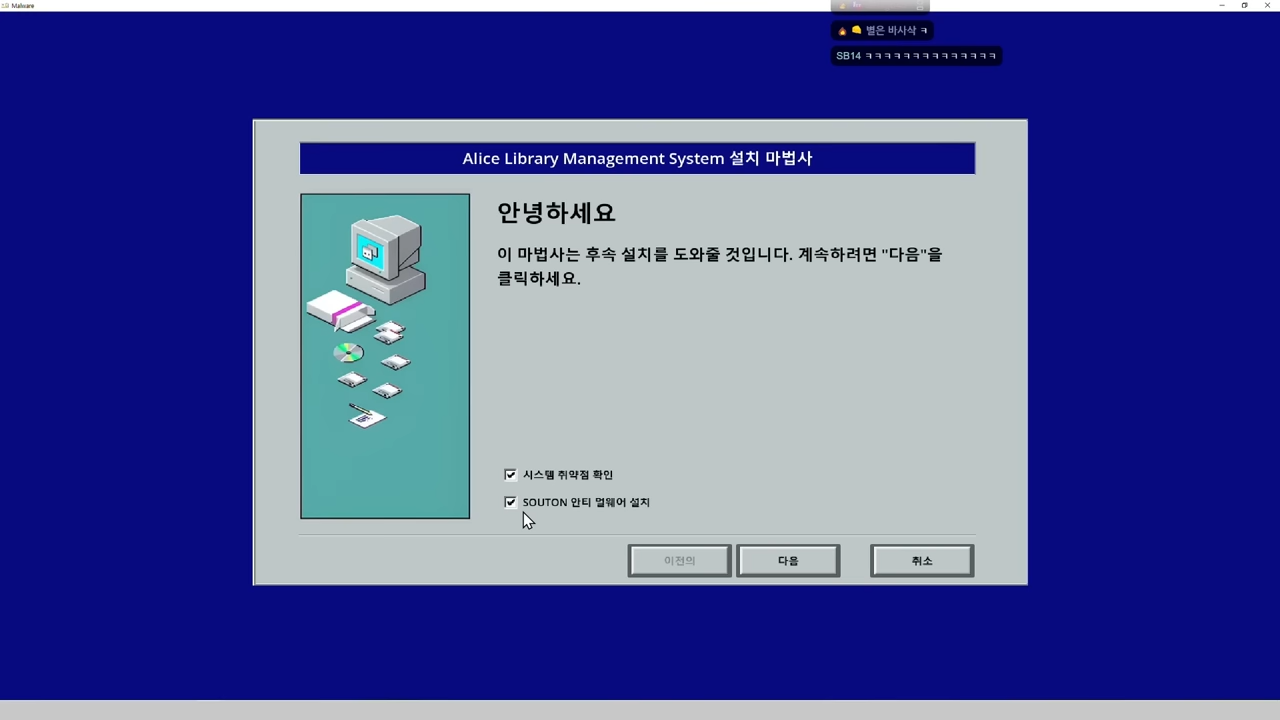 Malware
별은 바사삭 ㅋ
SB14 ㅋㅋㅋㅋㅋㅋㅋㅋㅋㅋㅋㅋㅋㅋ
Alice Library Management System 설치 마법사
안녕하세요
이 마법사는 후속 설치를 도와줄 것입니다. 계속하려면 "다음"을
클릭하세요.
시스템 취약점 확인
SOUTON 안티 멀웨어 설치
이전의
다음
취소